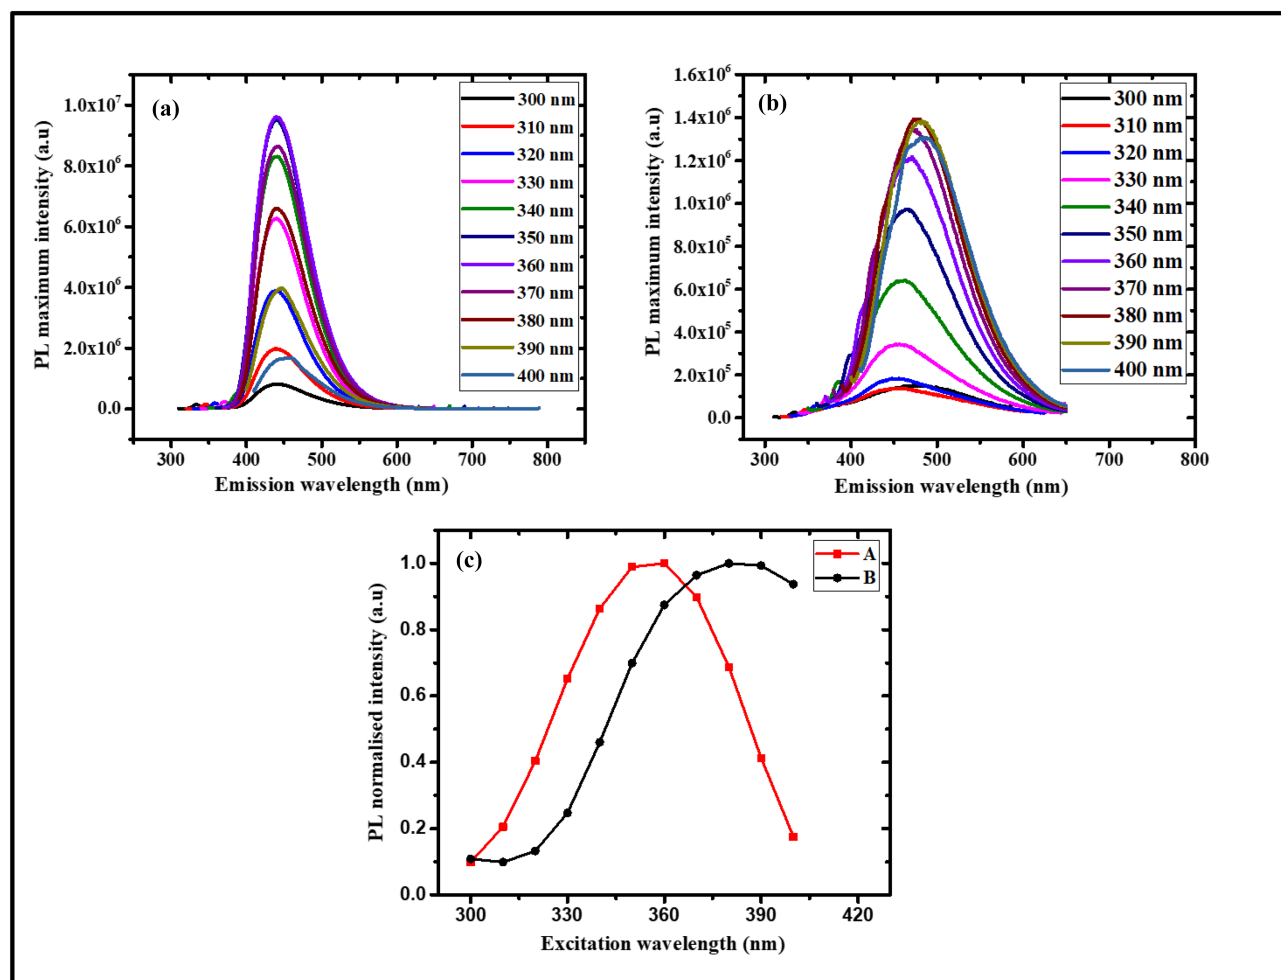 (a)
PL maximum intensity (a.u)
1.0x10⁷
8.0x10⁶
6.0x10⁶
4.0x10⁶
2.0x10⁶
0.0
300 400 500 600 700 800
Emission wavelength (nm)
300 nm
310 nm
320 nm
330 nm
340 nm
350 nm
360 nm
370 nm
380 nm
390 nm
400 nm
(b)
PL maximum intensity (a.u)
1.6x10⁶
1.4x10⁶
1.2x10⁶
1.0x10⁶
8.0x10⁵
6.0x10⁵
4.0x10⁵
2.0x10⁵
0.0
300 400 500 600 700 800
Emission wavelength (nm)
300 nm
310 nm
320 nm
330 nm
340 nm
350 nm
360 nm
370 nm
380 nm
390 nm
400 nm
(c)
PL normalised intensity (a.u)
1.0
0.8
0.6
0.4
0.2
0.0
300 330 360 390 420
Excitation wavelength (nm)
A
B